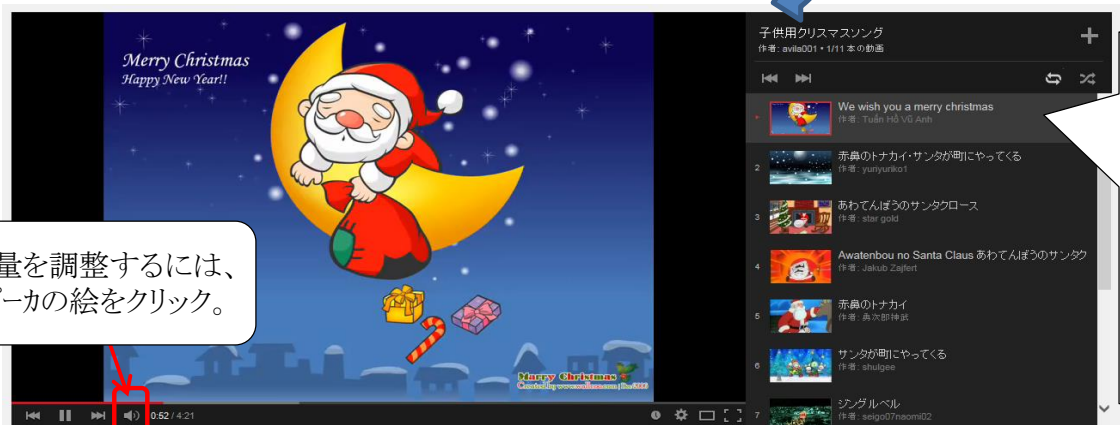 Merry Christmas
Happy New Year!!
量を調整するには、
ピーカの絵をクリック。
Merry Christmas
0:52 / 4:21
子供用クリスマスソング
作者: avila001 • 1/11 本の動画
We wish you a merry christmas
作者: Tuấn Hồ Vũ Anh
2
赤鼻のトナカイ・サンタが町にやってくる
作者: yuriyuriko1
3
あわてんぼうのサンタクロース
作者: star gold
4
Awatenbou no Santa Claus あわてんぼうのサンタク
作者: Jakub Zajfert
5
赤鼻のトナカイ
作者: 勇次郎神武
6
サンタが町にやってくる
作者: shulgee
7
ジングルベル
作者: seigo07naomi02